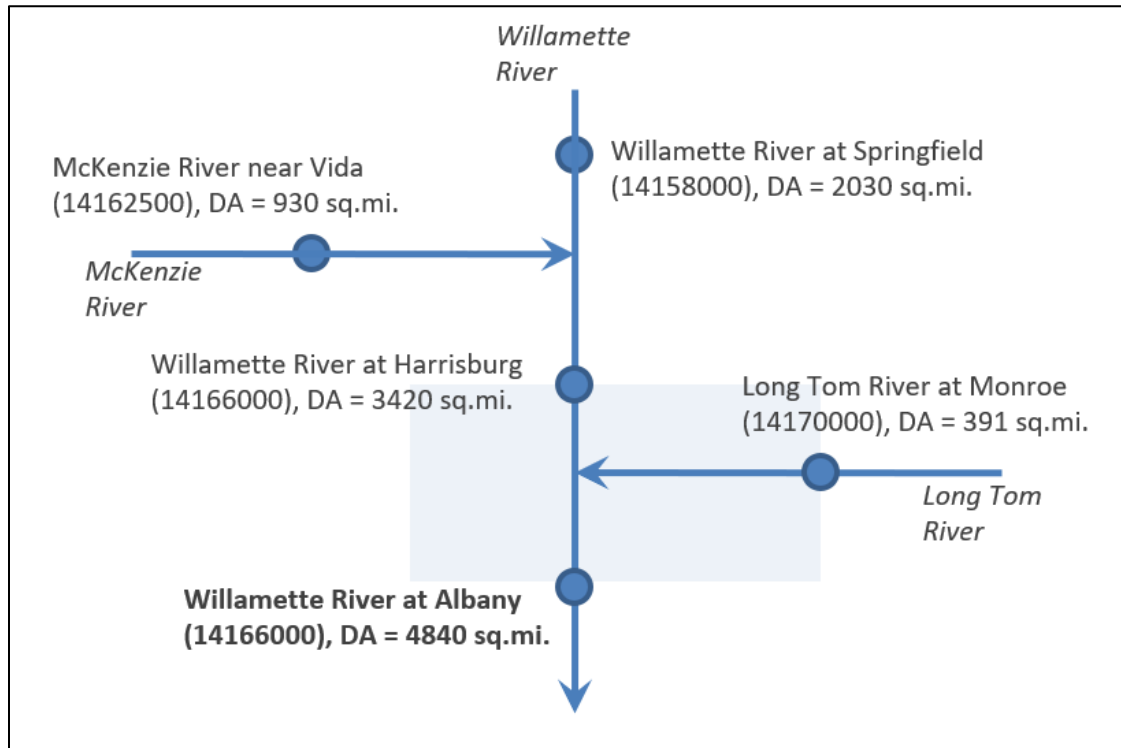 Willamette
River
Willamette River at Springfield
(14158000), DA = 2030 sq.mi.
McKenzie River near Vida
(14162500), DA = 930 sq.mi.
McKenzie
River
Willamette River at Harrisburg
(14166000), DA = 3420 sq.mi.
Long Tom River at Monroe
(14170000), DA = 391 sq.mi.
Long Tom
River
Willamette River at Albany
(14166000), DA = 4840 sq.mi.